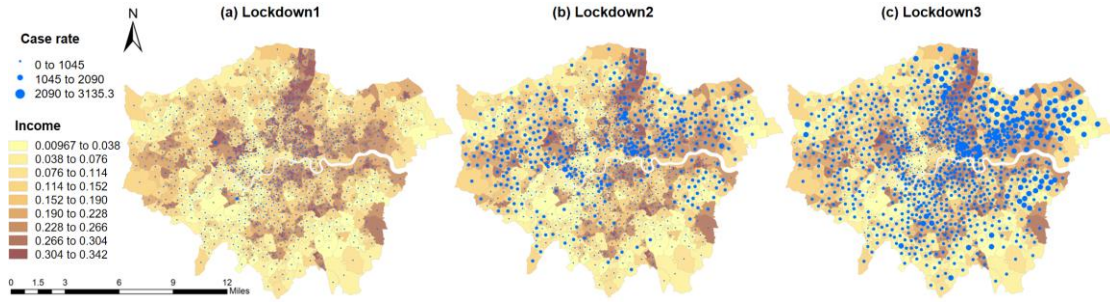 (a) Lockdown1
(b) Lockdown2
(c) Lockdown3
N
Case rate
0 to 1045
1045 to 2090
2090 to 3135.3
Income
0.00967 to 0.038
0.038 to 0.076
0.076 to 0.114
0.114 to 0.152
0.152 to 0.190
0.190 to 0.228
0.228 to 0.266
0.266 to 0.304
0.304 to 0.342
0 1.5 3 6 9 12
Miles